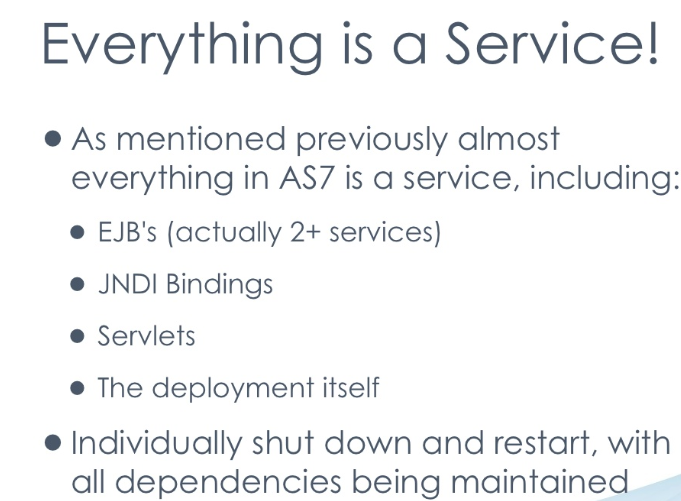 Everything is a Service!
● As mentioned previously almost
everything in AS7 is a service, including:
● EJB's (actually 2+ services)
● JNDI Bindings
● Servlets
● The deployment itself
● Individually shut down and restart, with
all dependencies being maintained